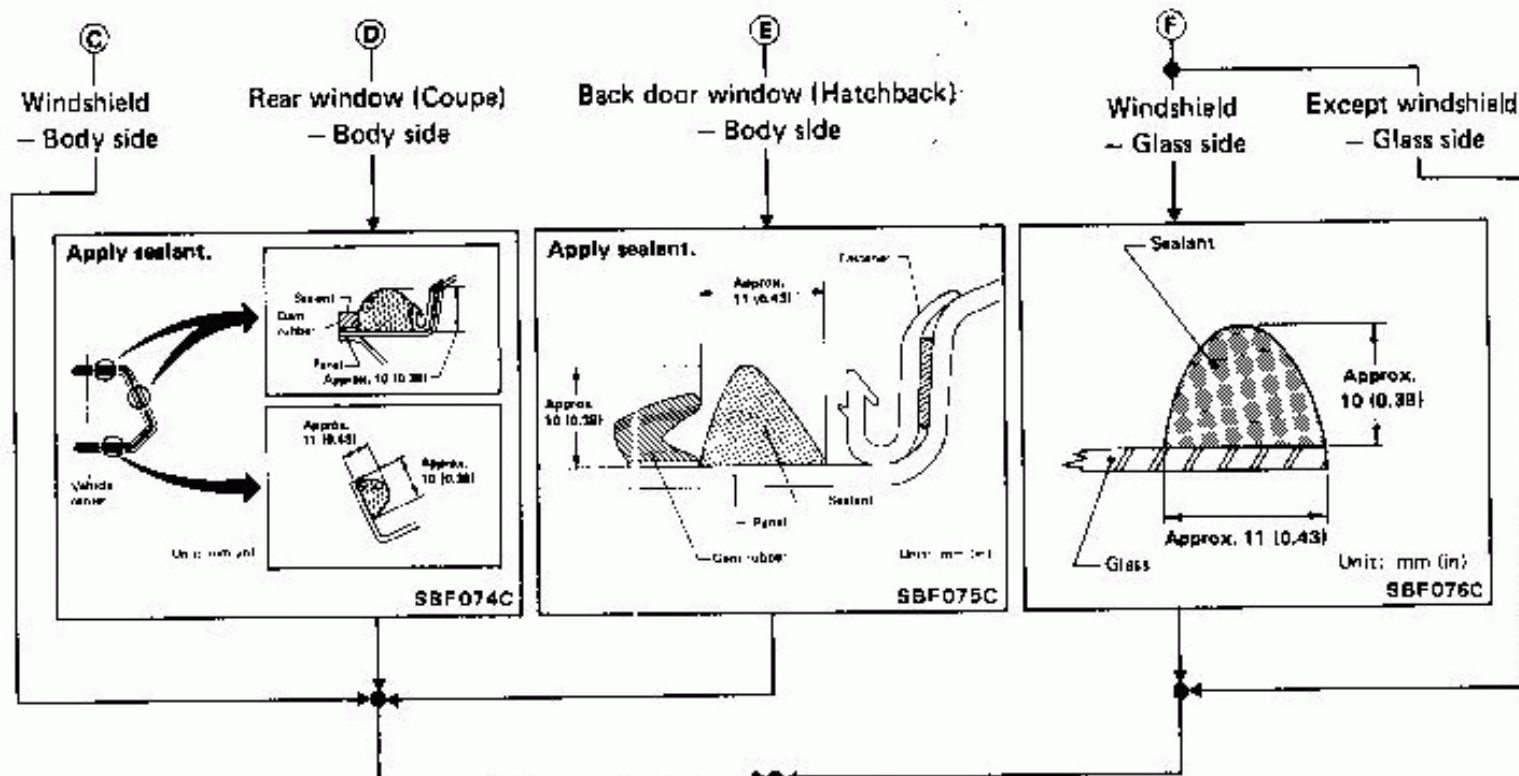 C
Windshield
– Body side
D
Rear window (Coupe)
– Body side
E
Back door window (Hatchback)
– Body side
F
Windshield
– Glass side
Except windshield
– Glass side
Apply sealant.
Sealant
Dam
rubber
Panel
Approx. 10 (0.39)
Approx.
11 (0.43)
Approx.
10 (0.39)
Vehicle
center
Unit: mm (in)
SBF074C
Apply sealant.
Approx.
11 (0.43)
Fastener
Approx.
10 (0.39)
Sealant
Panel
Dam rubber
Unit: mm (in)
SBF075C
Sealant
Approx.
10 (0.39)
Approx. 11 (0.43)
Glass
Unit: mm (in)
SBF076C